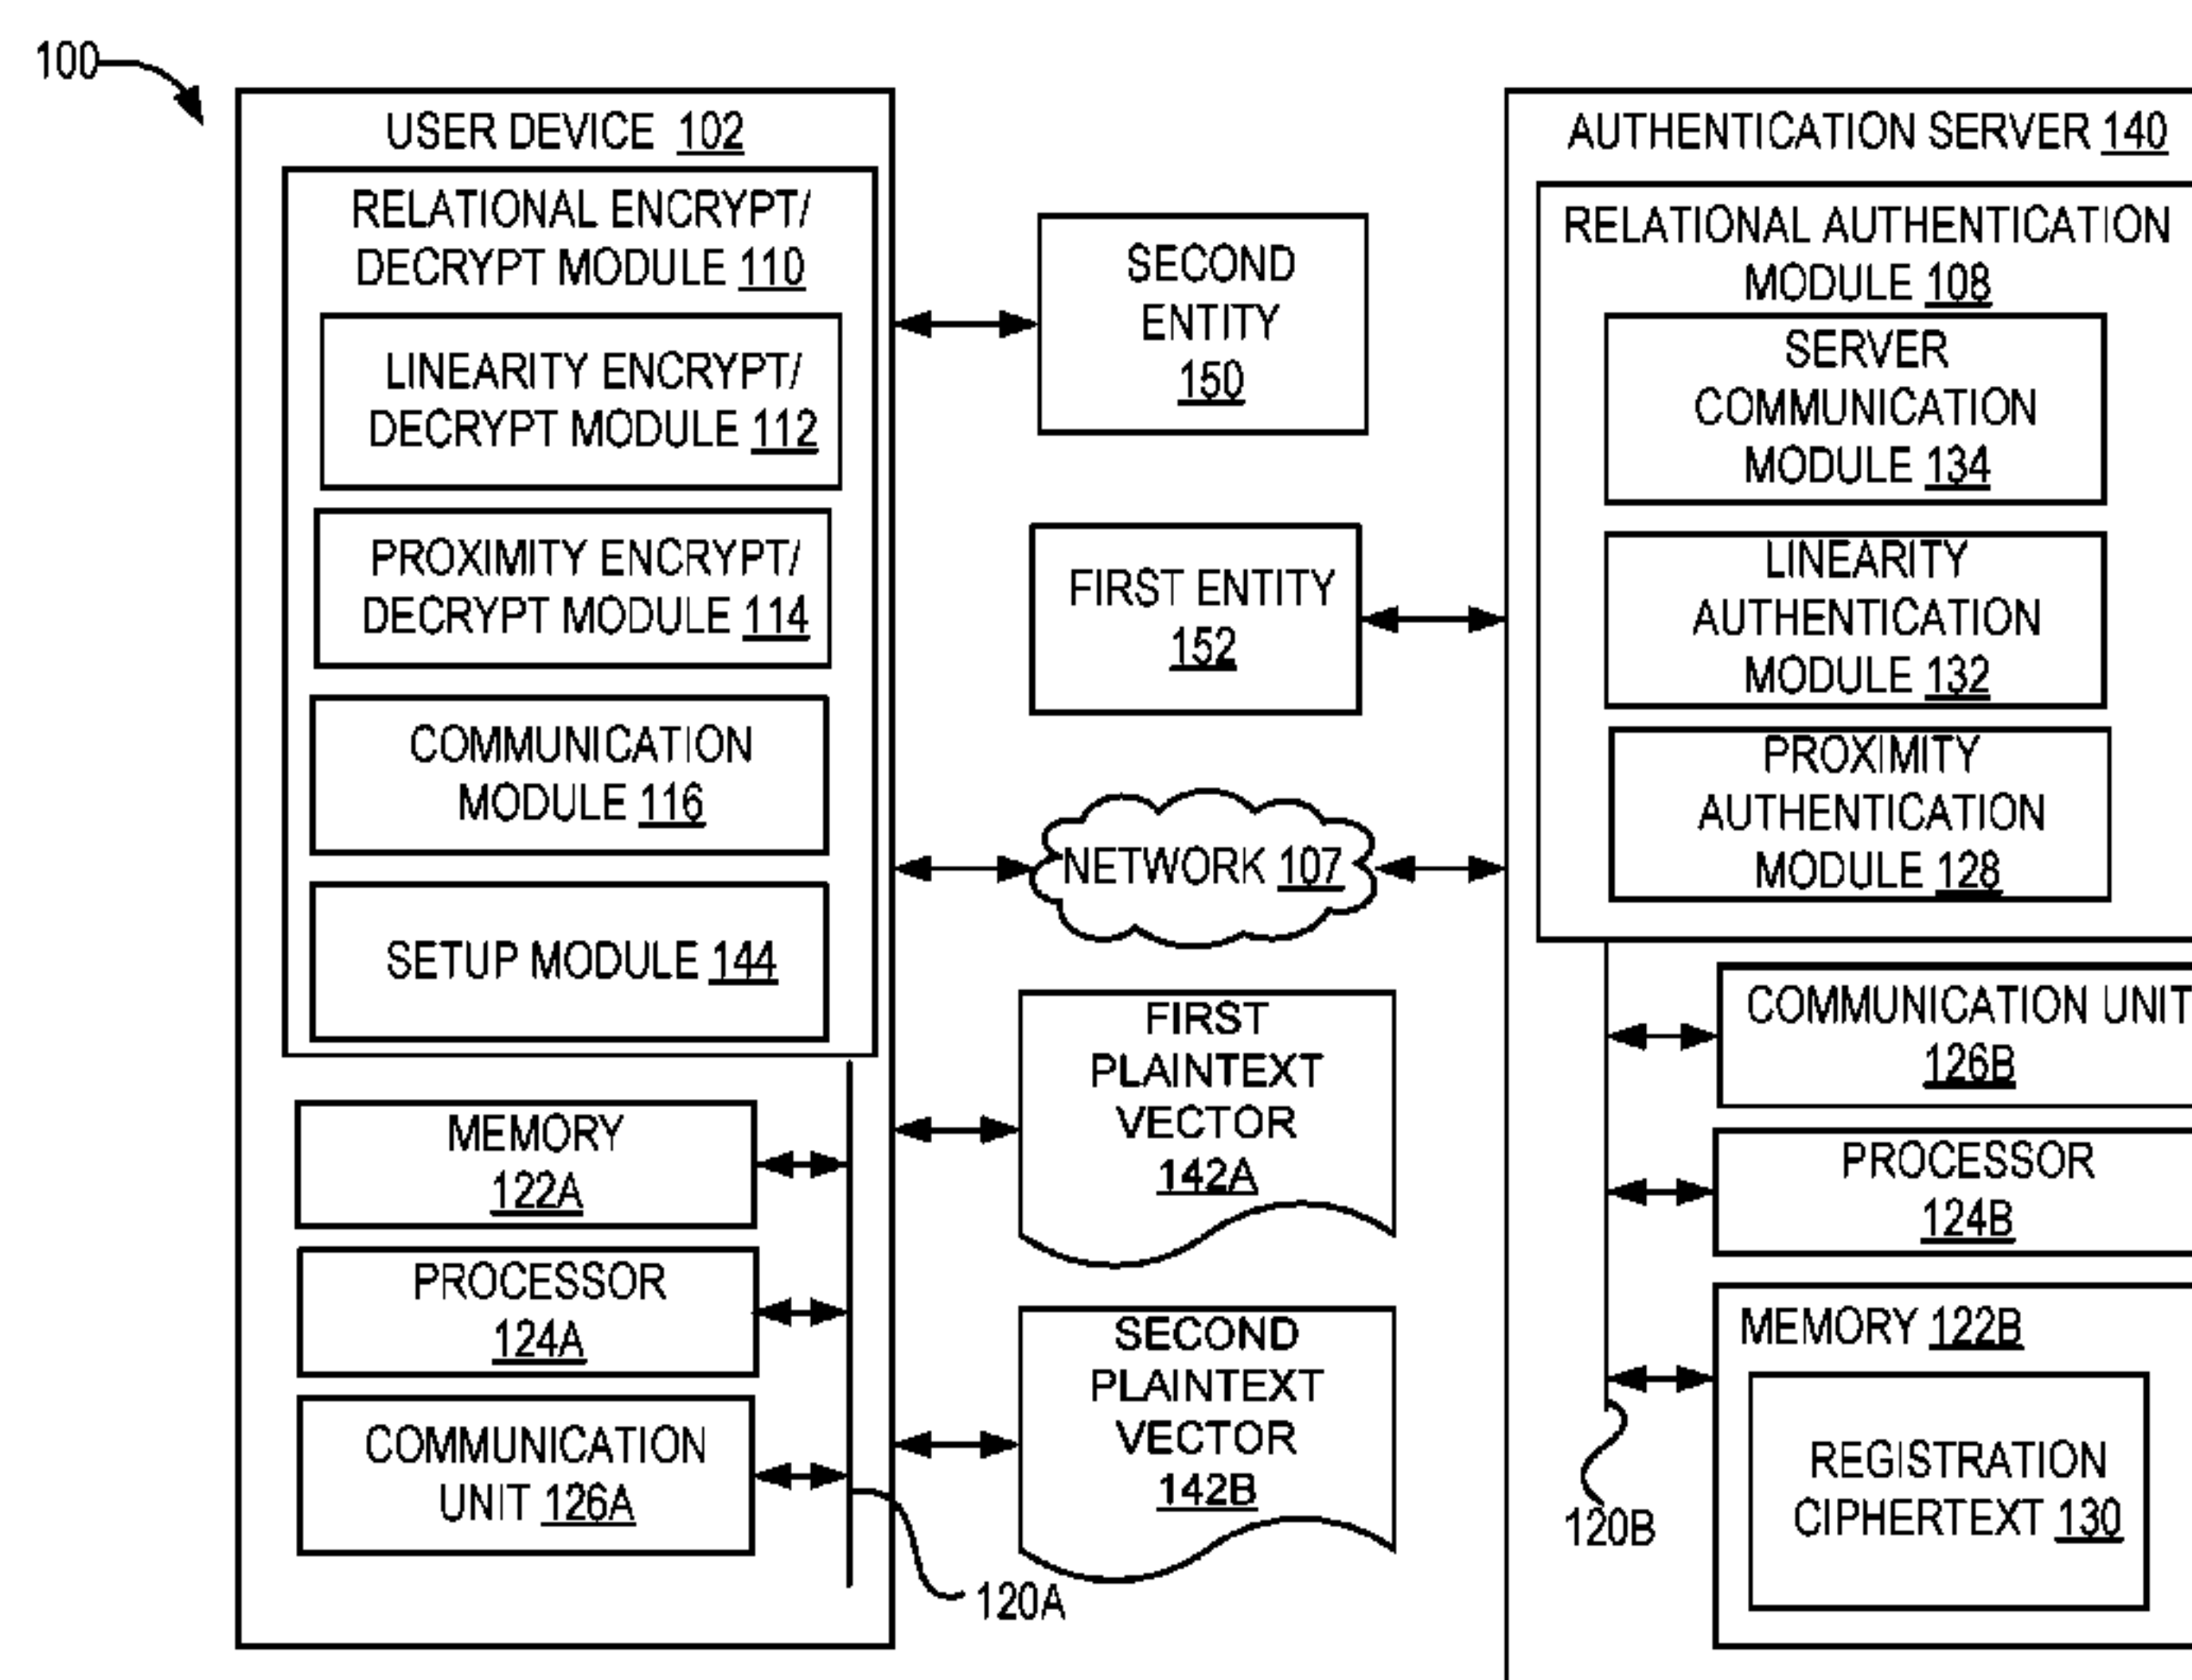 100
USER DEVICE 102
RELATIONAL ENCRYPT/
DECRYPT MODULE 110
LINEARITY ENCRYPT/
DECRYPT MODULE 112
PROXIMITY ENCRYPT/
DECRYPT MODULE 114
COMMUNICATION
MODULE 116
SETUP MODULE 144
MEMORY
122A
PROCESSOR
124A
COMMUNICATION
UNIT 126A
120A
SECOND
ENTITY
150
FIRST ENTITY
152
NETWORK 107
FIRST
PLAINTEXT
VECTOR
142A
SECOND
PLAINTEXT
VECTOR
142B
AUTHENTICATION SERVER 140
RELATIONAL AUTHENTICATION
MODULE 108
SERVER
COMMUNICATION
MODULE 134
LINEARITY
AUTHENTICATION
MODULE 132
PROXIMITY
AUTHENTICATION
MODULE 128
COMMUNICATION UNIT
126B
PROCESSOR
124B
MEMORY 122B
REGISTRATION
CIPHERTEXT 130
120B